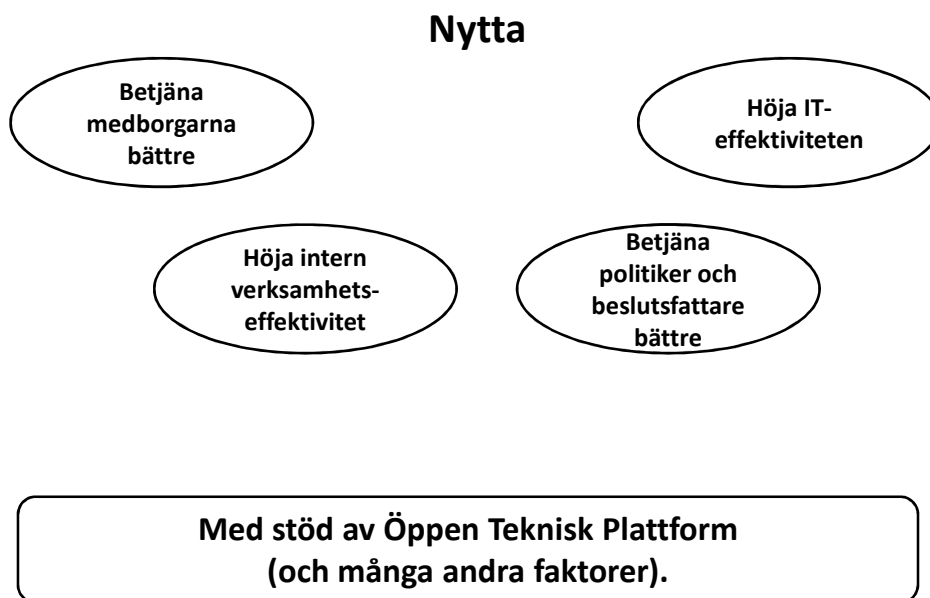 Nytta
Betjäna
medborgarna
bättre
Höja IT-
effektiviteten
Höja intern
verksamhets-
effektivitet
Betjäna
politiker och
beslutsfattare
bättre
Med stöd av Öppen Teknisk Plattform
(och många andra faktorer).